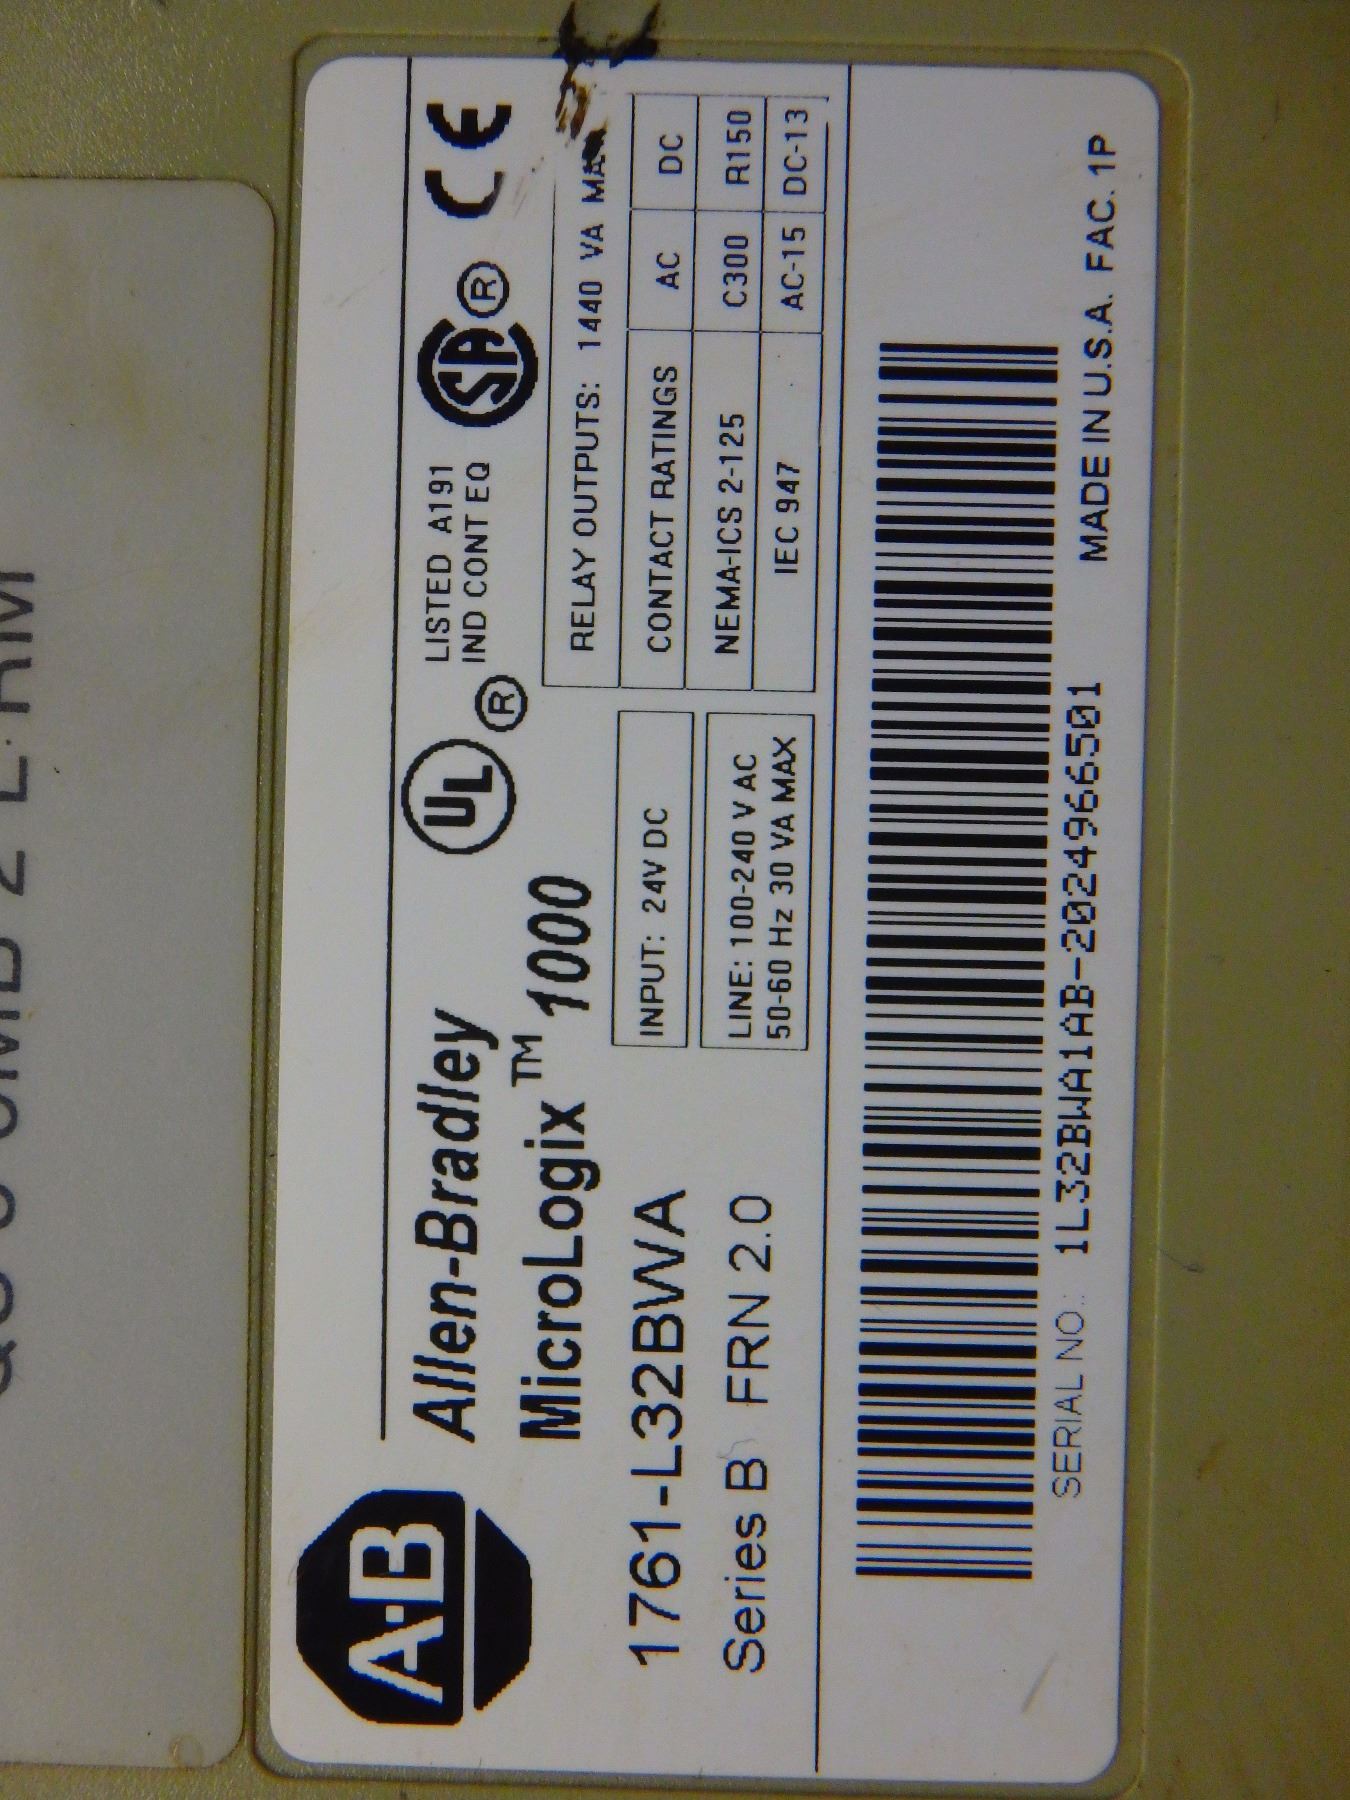 A·B
Allen-Bradley
MicroLogix™ 1000
1761-L32BWA
Series B FRN 2.0
UL ®
LISTED A191
IND CONT EQ
SA ®
CE
INPUT: 24V DC
LINE: 100-240 V AC
50-60 Hz 30 VA MAX
RELAY OUTPUTS: 1440 VA MAX
CONTACT RATINGS AC DC
NEMA-ICS 2-125 C300 R150
IEC 947 AC-15 DC-13
SERIAL NO.: 1L32BWA1AB-2024966501
MADE IN U.S.A. FAC. 1P